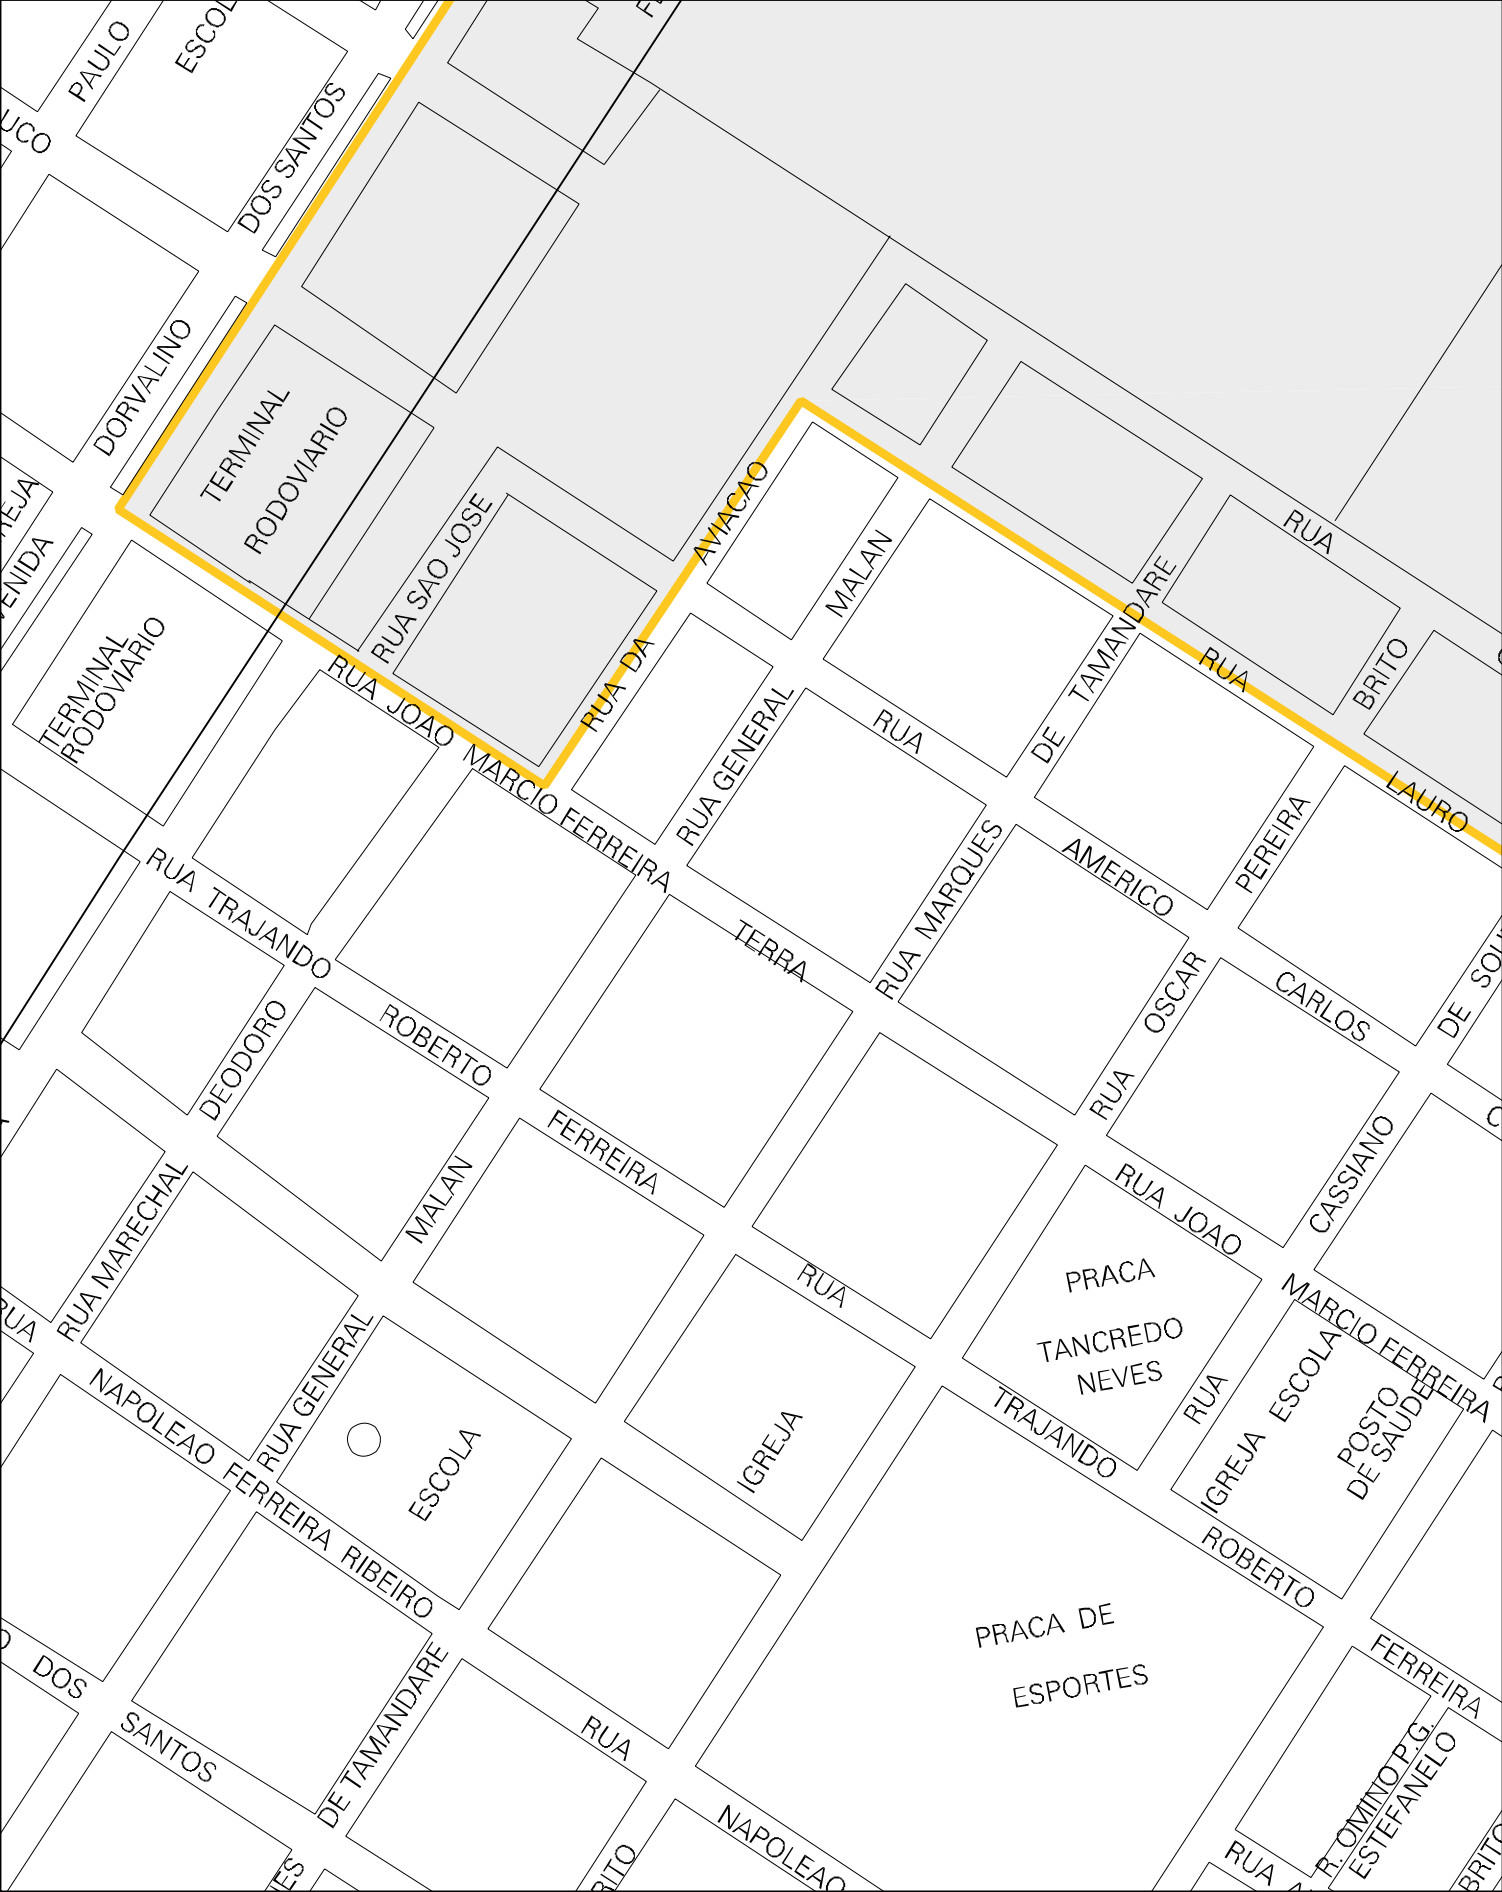 PAULO
ESCOL
UCO
DOS SANTOS
DORVALINO
TERMINAL
RODOVIARIO
RUA SAO JOSE
AVIACAO
RUA DA
MALAN
RUA
TAMANDARE
DE
RUA
BRITO
REJA
VENIDA
TERMINAL
RODOVIARIO
RUA JOAO
MARCIO FERREIRA
RUA GENERAL
RUA
LAURO
PEREIRA
AMERICO
RUA MARQUES
TERRA
RUA TRAJANDO
ROBERTO
DEODORO
CARLOS
DE SOU
OSCAR
RUA
FERREIRA
MALAN
RUA MARECHAL
RUA
RUA JOAO
CASSIANO
MARCIO FERREIRA
PRACA
TANCREDO
NEVES
RUA
RUA
RUA GENERAL
NAPOLEAO FERREIRA RIBEIRO
ESCOLA
IGREJA
TRAJANDO
IGREJA
ESCOLA
POSTO
DE SAUDE
ROBERTO
PRACA DE
ESPORTES
FERREIRA
DOS
SANTOS
DE TAMANDARE
RUA
NAPOLEAO
RITO
ES
RUA
R. OMINO P.G.
ESTEFANELO
BRITO